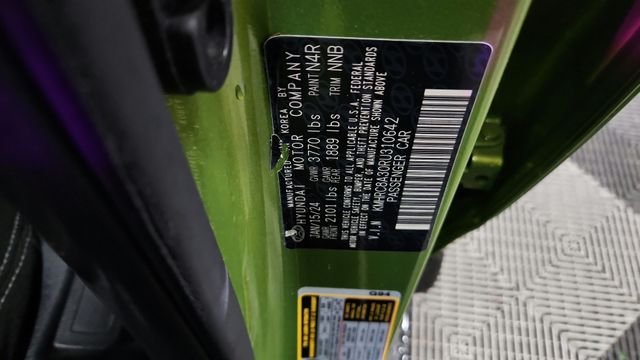 MANUFACTURED IN KOREA BY
HYUNDAI MOTOR COMPANY
JAN/15/24 GVWR 3770 lbs PAINT N4R
GAWR FRONT 2101 lbs GAWR REAR 1889 lbs TRIM NNB
THIS VEHICLE CONFORMS TO ALL APPLICABLE U.S.A. FEDERAL
MOTOR VEHICLE SAFETY, BUMPER, AND THEFT PREVENTION STANDARDS
IN EFFECT ON THE DATE OF MANUFACTURE SHOWN ABOVE
V.I.N KMHRC8A30RU310642
PASSENGER CAR
G94